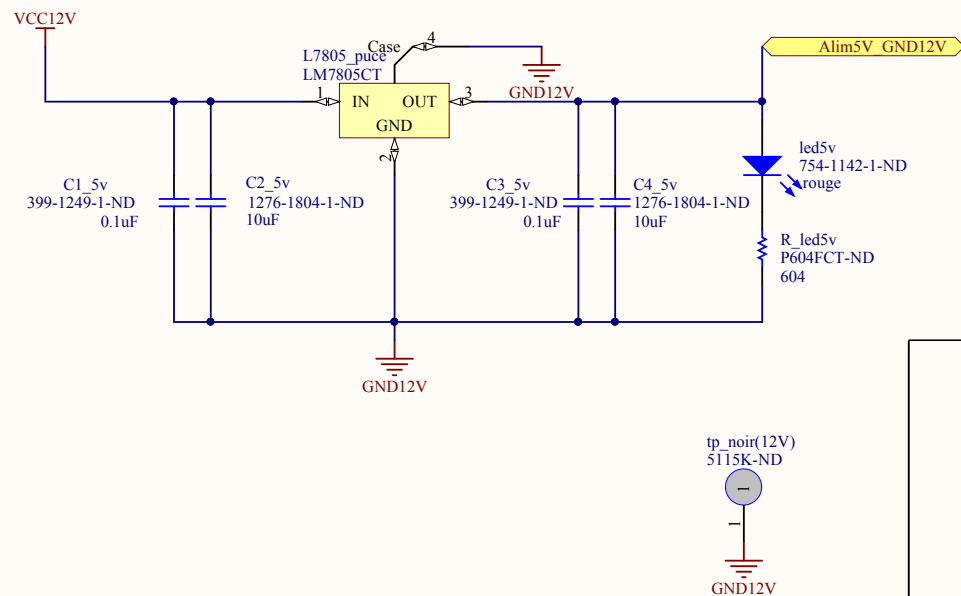 VCC12V
Case
4
L7805_puce
LM7805CT
GND12V
Alim5V_GND12V
1
IN
OUT
3
GND
2
led5v
754-1142-1-ND
rouge
C1_5v
399-1249-1-ND
0.1uF
C2_5v
1276-1804-1-ND
10uF
C3_5v
399-1249-1-ND
0.1uF
C4_5v
1276-1804-1-ND
10uF
R_led5v
P604FCT-ND
604
GND12V
tp_noir(12V)
5115K-ND
1
1
GND12V